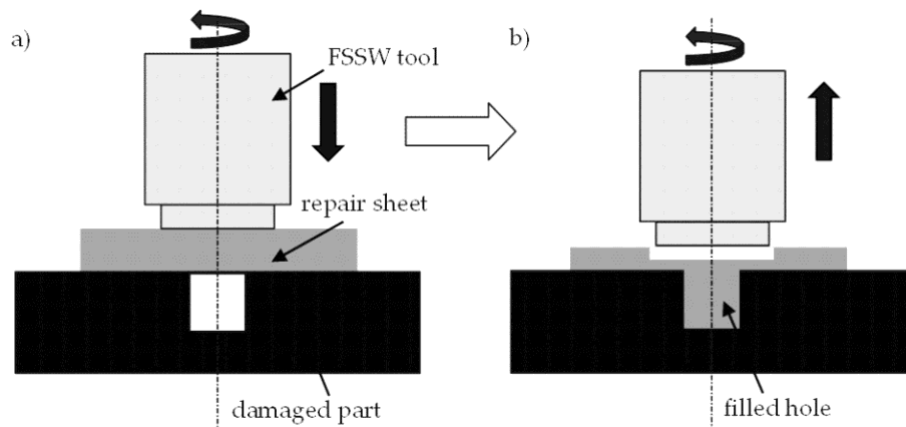 a)
FSSW tool
repair sheet
damaged part
b)
filled hole